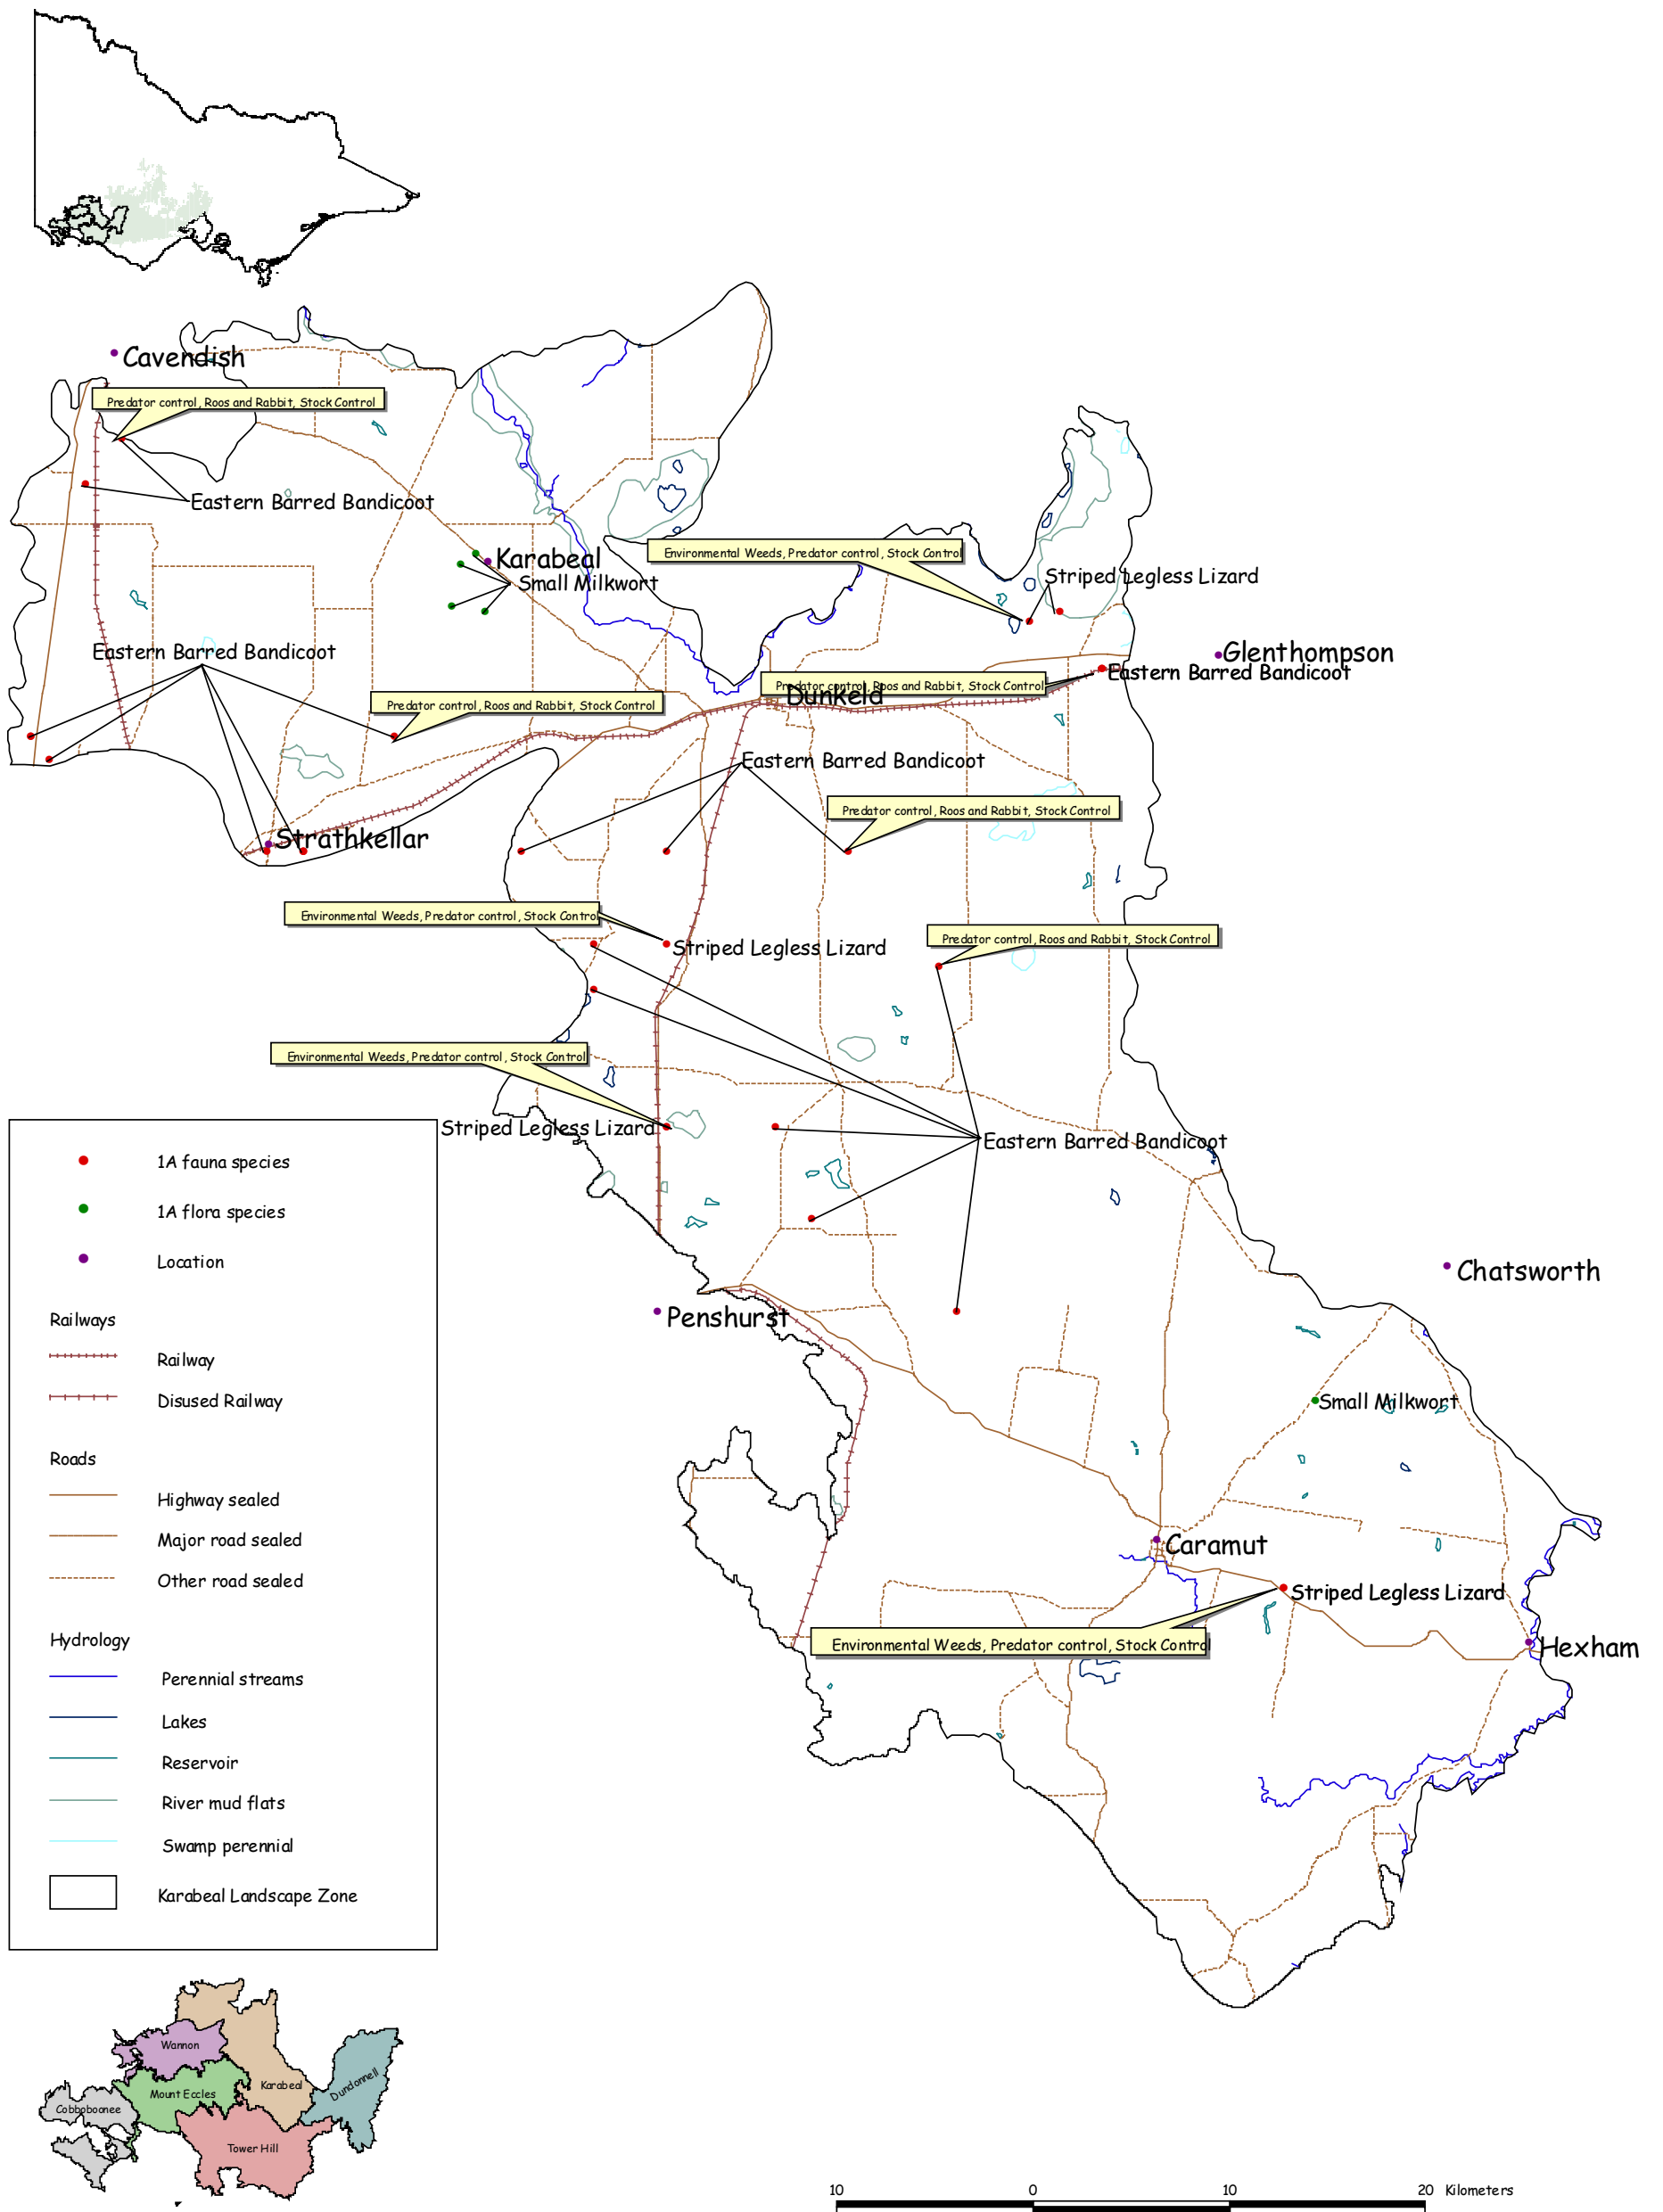 Cavendish
Predator control, Roos and Rabbit, Stock Control
Eastern Barred Bandicoot
Karabeal
Small Milkwort
Environmental Weeds, Predator control, Stock Control
Striped Legless Lizard
Glenthompson
Eastern Barred Bandicoot
Eastern Barred Bandicoot
Predator control, Roos and Rabbit, Stock Control
Dunkeld
Predator control, Roos and Rabbit, Stock Control
Eastern Barred Bandicoot
Predator control, Roos and Rabbit, Stock Control
Strathkellar
Environmental Weeds, Predator control, Stock Control
Striped Legless Lizard
Predator control, Roos and Rabbit, Stock Control
Environmental Weeds, Predator control, Stock Control
Striped Legless Lizard
Eastern Barred Bandicoot
Chatsworth
Penshurst
Small Milkwort
Caramut
Striped Legless Lizard
Environmental Weeds, Predator control, Stock Control
Hexham
1A fauna species
1A flora species
Location
Railways
Railway
Disused Railway
Roads
Highway sealed
Major road sealed
Other road sealed
Hydrology
Perennial streams
Lakes
Reservoir
River mud flats
Swamp perennial
Karabeal Landscape Zone
Wannon
Mount Eccles
Karabeal
Dundonnell
Cobboboonee
Tower Hill
10 0 10 20 Kilometers